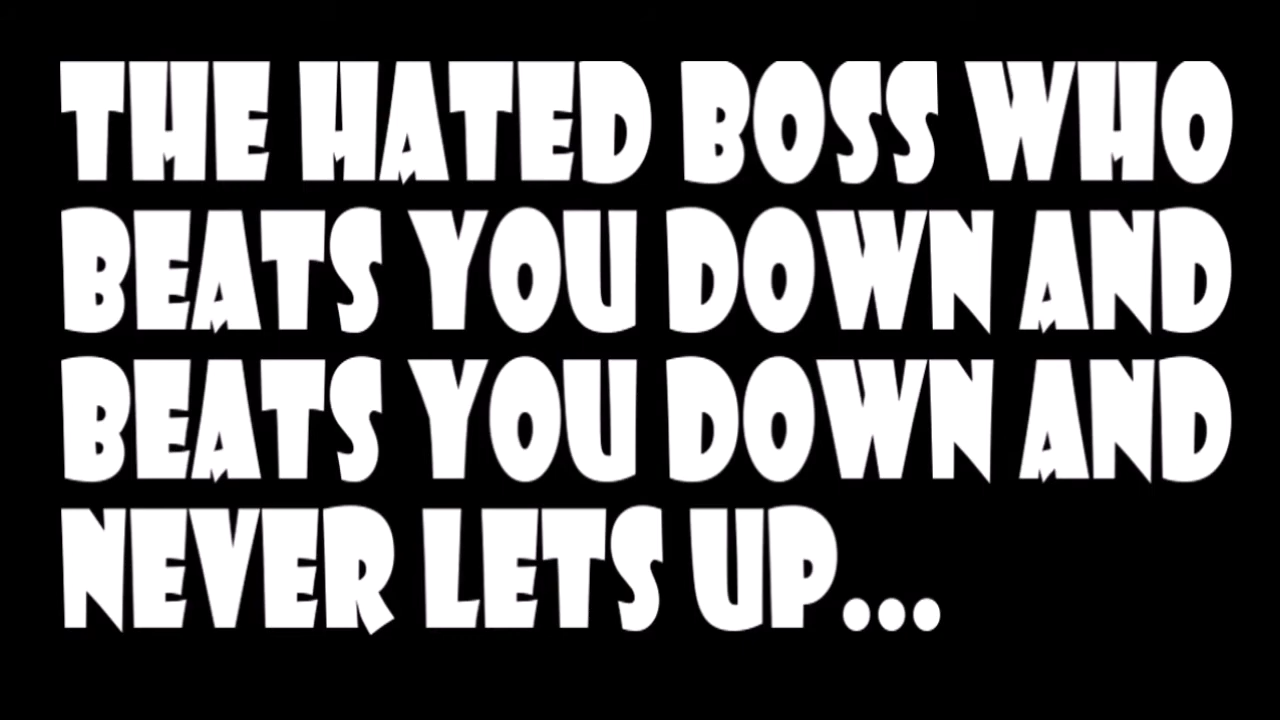 THE HATED BOSS WHO
BEATS YOU DOWN AND
BEATS YOU DOWN AND
NEVER LETS UP...